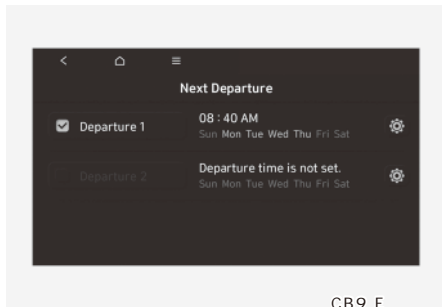 Next Departure
Departure 1
08 : 40 AM
Sun Mon Tue Wed Thu Fri Sat
Departure 2
Departure time is not set.
Sun Mon Tue Wed Thu Fri Sat